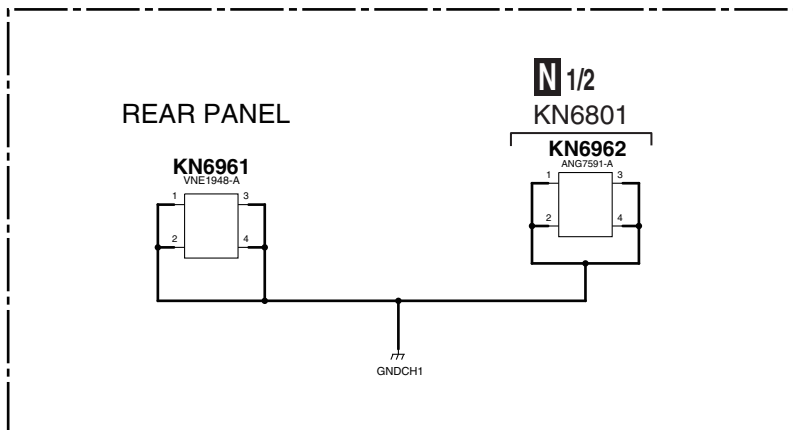 N 1/2
REAR PANEL
KN6801
KN6961
VNE1948-A
1 3
2 4
KN6962
ANG7591-A
1 3
2 4
GNDCH1